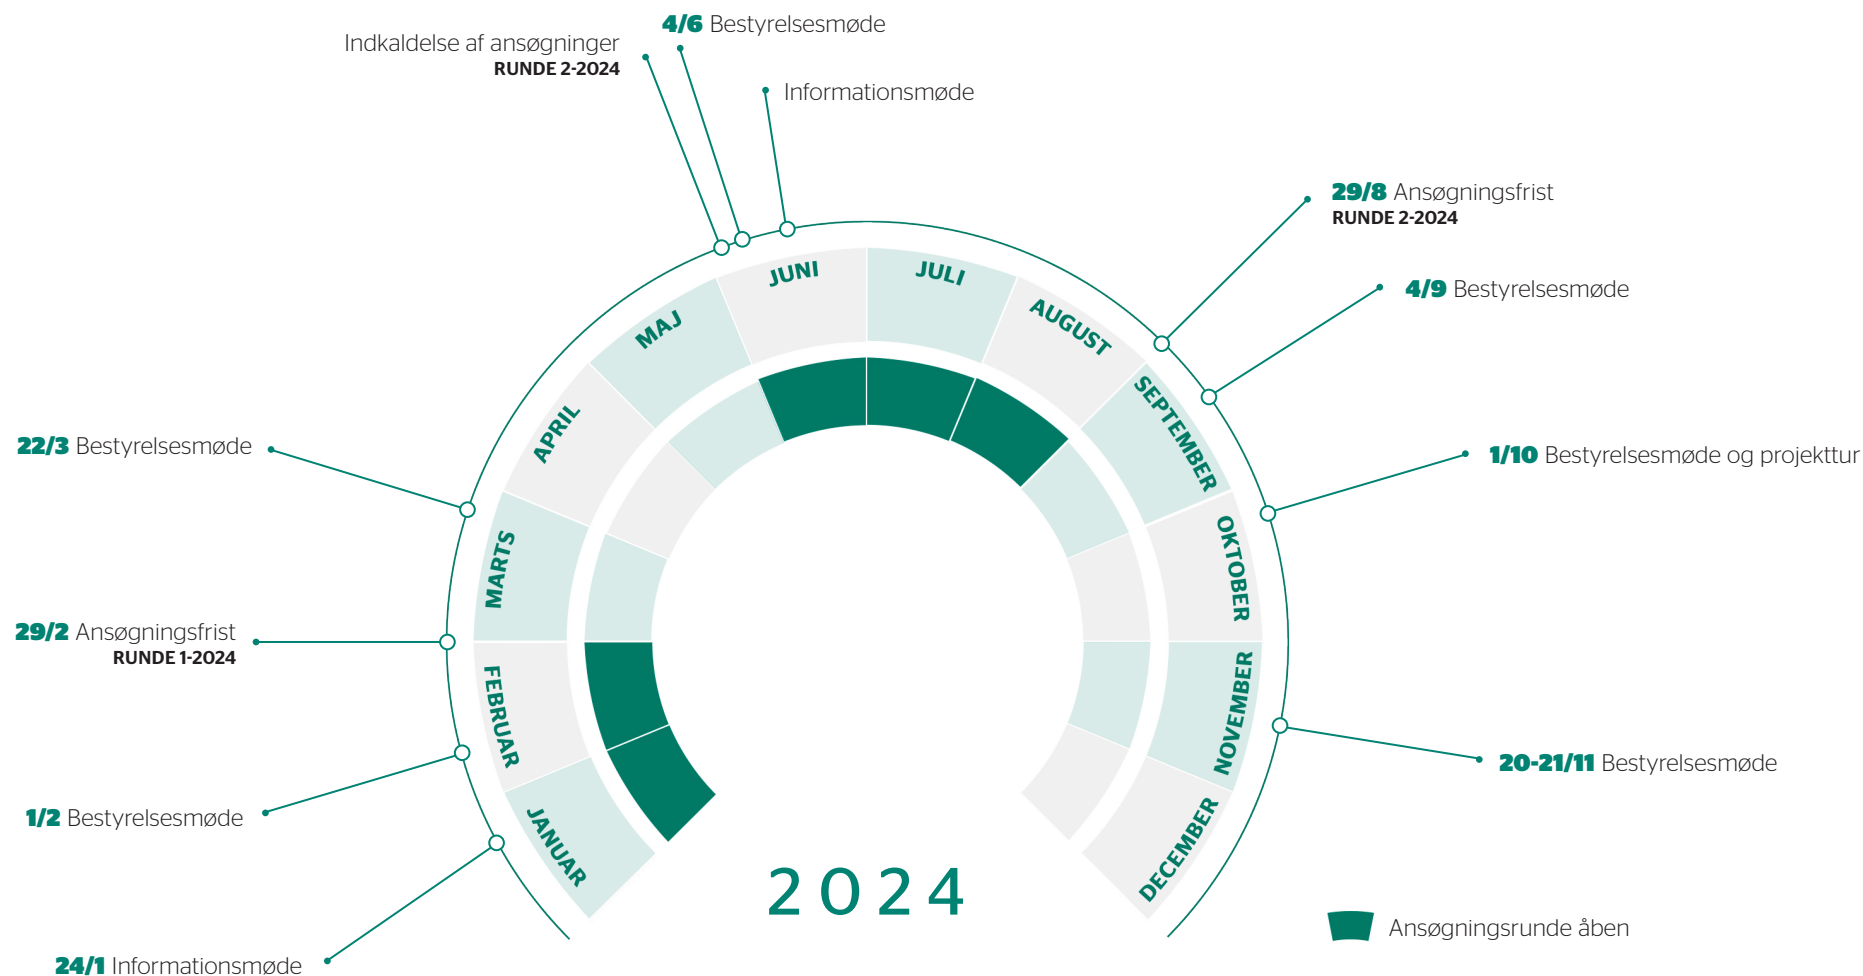 24/1 Informationsmøde
1/2 Bestyrelsesmøde
29/2 Ansøgningsfrist
RUNDE 1-2024
22/3 Bestyrelsesmøde
Indkaldelse af ansøgninger
RUNDE 2-2024
4/6 Bestyrelsesmøde
Informationsmøde
29/8 Ansøgningsfrist
RUNDE 2-2024
4/9 Bestyrelsesmøde
1/10 Bestyrelsesmøde og projekttur
20-21/11 Bestyrelsesmøde
JANUAR
FEBRUAR
MARTS
APRIL
MAJ
JUNI
JULI
AUGUST
SEPTEMBER
OKTOBER
NOVEMBER
DECEMBER
2024
Ansøgningsrunde åben